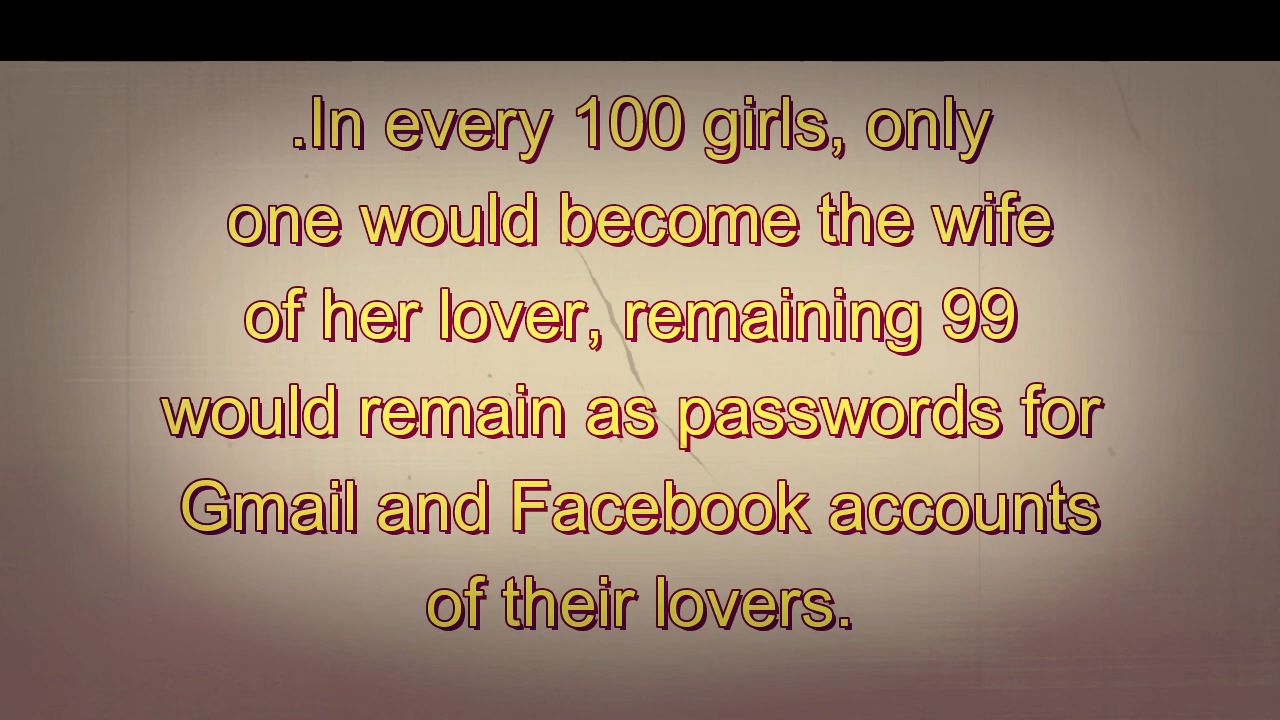 .In every 100 girls, only
one would become the wife
of her lover, remaining 99
would remain as passwords for
Gmail and Facebook accounts
of their lovers.